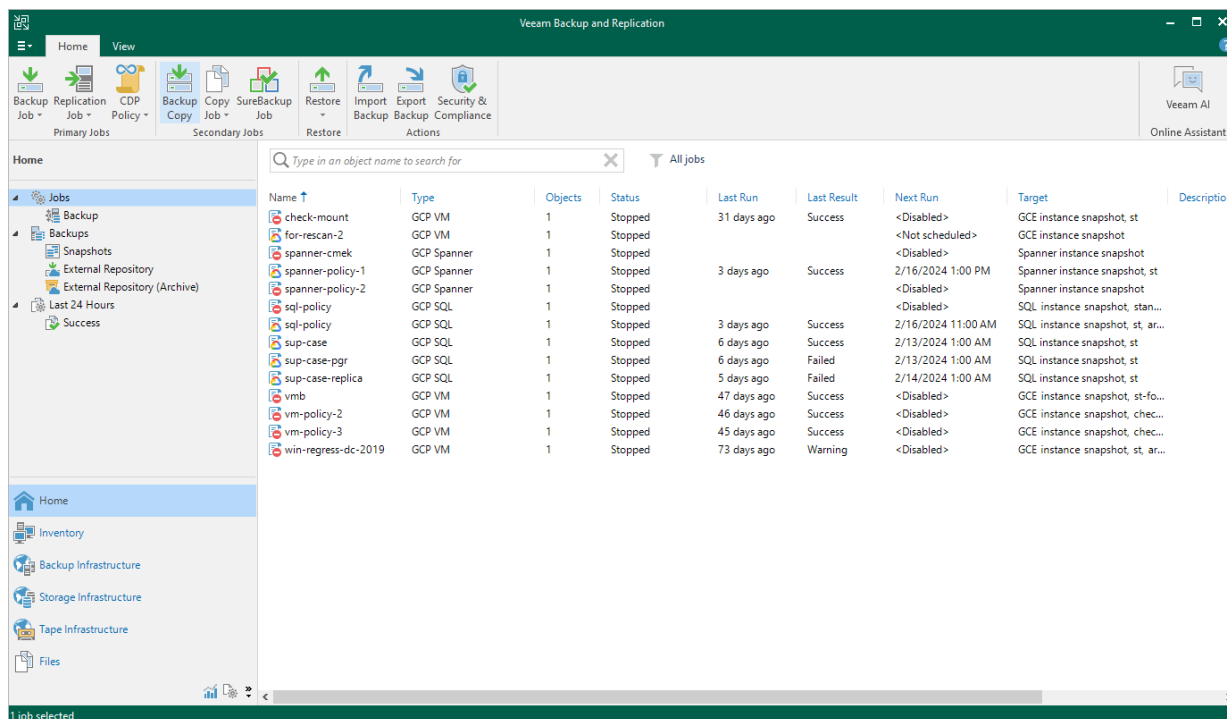 Veeam Backup and Replication
Home View
Backup Job Replication Job CDP Policy Backup Copy Copy Job SureBackup Job Restore Import Backup Export Backup Security & Compliance Veeam AI
Primary Jobs Secondary Jobs Restore Actions Online Assistant
Home
Type in an object name to search for All jobs
Jobs
Backup
Backups
Snapshots
External Repository
External Repository (Archive)
Last 24 Hours
Success
Name Type Objects Status Last Run Last Result Next Run Target Descriptio
check-mount GCP VM 1 Stopped 31 days ago Success <Disabled> GCE instance snapshot, st
for-rescan-2 GCP VM 1 Stopped <Not scheduled> GCE instance snapshot
spanner-cmek GCP Spanner 1 Stopped <Disabled> Spanner instance snapshot
spanner-policy-1 GCP Spanner 1 Stopped 3 days ago Success 2/16/2024 1:00 PM Spanner instance snapshot, st
spanner-policy-2 GCP Spanner 1 Stopped <Disabled> Spanner instance snapshot
sql-policy GCP SQL 1 Stopped <Disabled> SQL instance snapshot, stan...
sql-policy GCP SQL 1 Stopped 3 days ago Success 2/16/2024 11:00 AM SQL instance snapshot, st, ar...
sup-case GCP SQL 1 Stopped 6 days ago Success 2/13/2024 1:00 AM SQL instance snapshot, st
sup-case-pgr GCP SQL 1 Stopped 6 days ago Failed 2/13/2024 1:00 AM SQL instance snapshot, st
sup-case-replica GCP SQL 1 Stopped 5 days ago Failed 2/14/2024 1:00 AM SQL instance snapshot, st
vmb GCP VM 1 Stopped 47 days ago Success <Disabled> GCE instance snapshot, st-fo...
vm-policy-2 GCP VM 1 Stopped 46 days ago Success <Disabled> GCE instance snapshot, chec...
vm-policy-3 GCP VM 1 Stopped 45 days ago Success <Disabled> GCE instance snapshot, chec...
win-regress-dc-2019 GCP VM 1 Stopped 73 days ago Warning <Disabled> GCE instance snapshot, st, ar...
Home
Inventory
Backup Infrastructure
Storage Infrastructure
Tape Infrastructure
Files
1 job selected